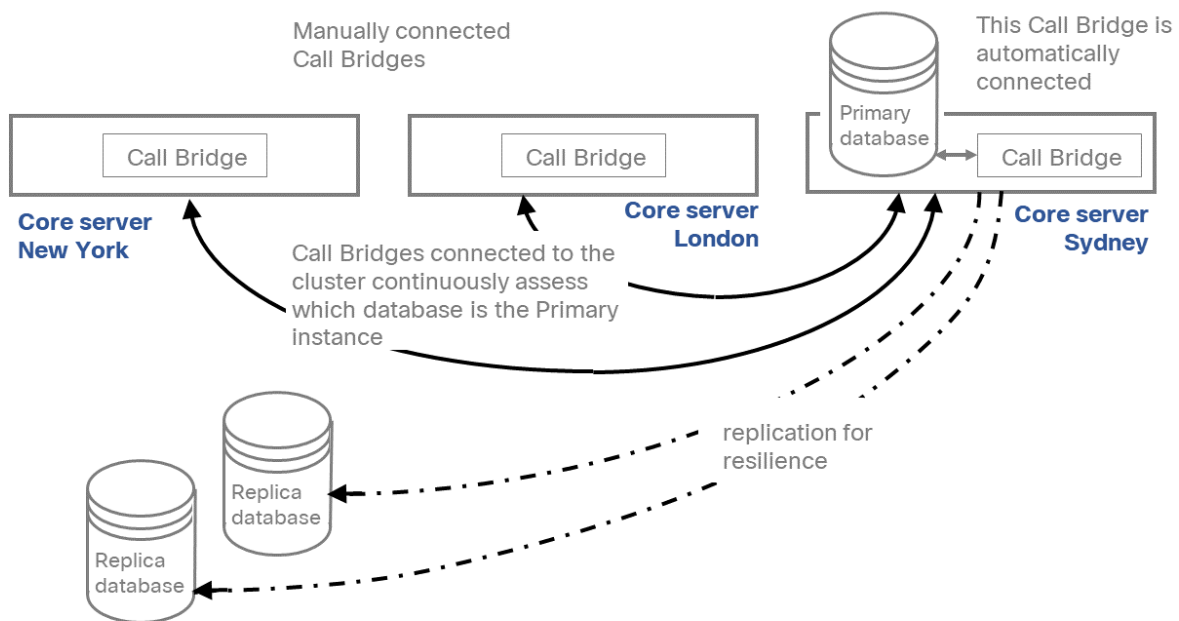 Manually connected
Call Bridges
This Call Bridge is
automatically
connected
Call Bridge
Call Bridge
Primary
database
Call Bridge
Core server
New York
Core server
London
Core server
Sydney
Call Bridges connected to the
cluster continuously assess
which database is the Primary
instance
replication for
resilience
Replica
database
Replica
database